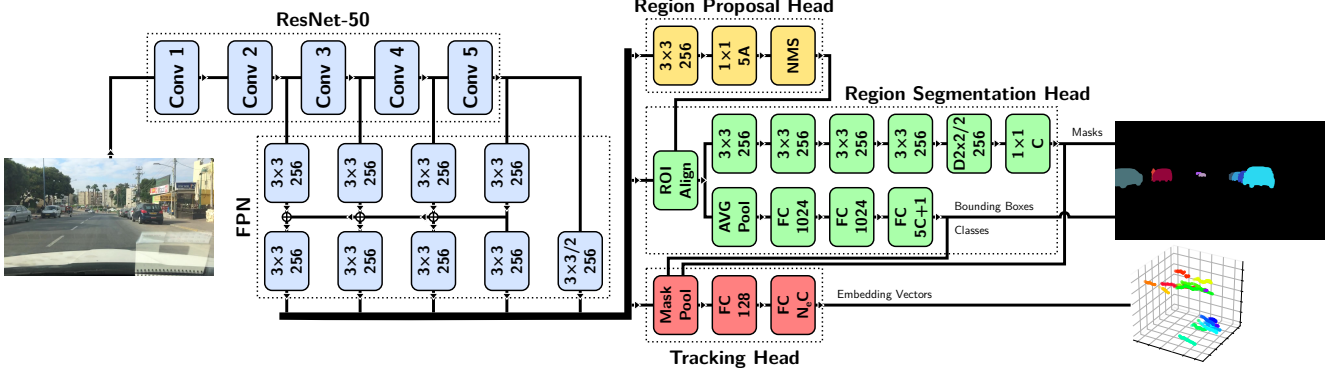 ResNet-50
Conv 1
Conv 2
Conv 3
Conv 4
Conv 5
FPN
3×3
256
3×3
256
3×3
256
3×3
256
3×3
256
3×3
256
3×3
256
3×3
256
3×3/2
256
Region Proposal Head
3×3
256
1×1
5A
NMS
Region Segmentation Head
ROI
Align
3×3
256
3×3
256
3×3
256
3×3
256
D2x2/2
256
1×1
C
Masks
AVG
Pool
FC
1024
FC
1024
FC
5C+1
Bounding Boxes
Classes
Mask
Pool
FC
128
FC
NₑC
Embedding Vectors
Tracking Head